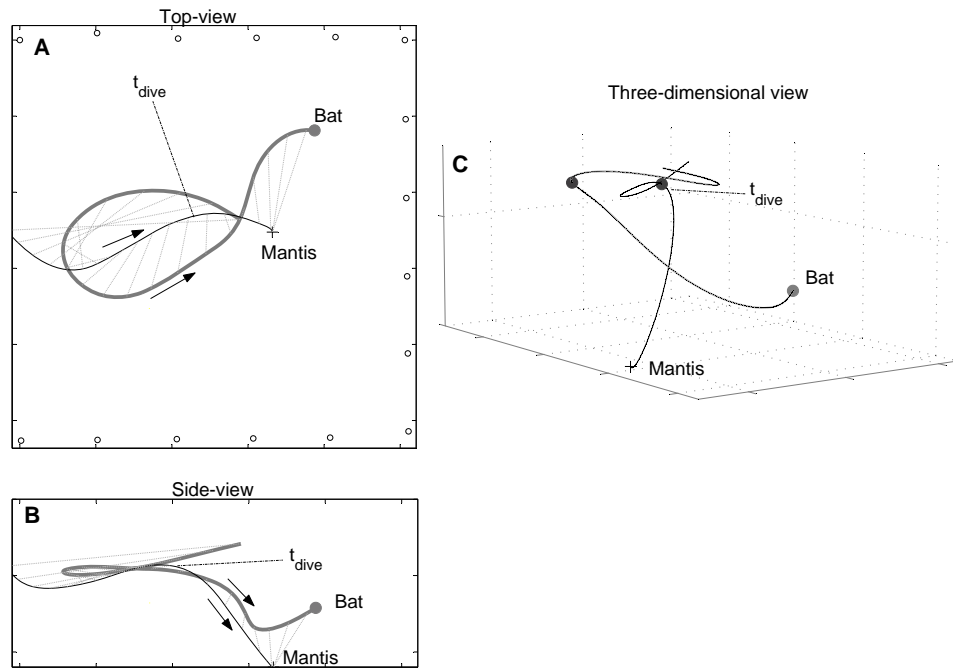 Top-view
A
t_dive
Bat
Mantis
Three-dimensional view
C
t_dive
Bat
Mantis
Side-view
B
t_dive
Bat
Mantis